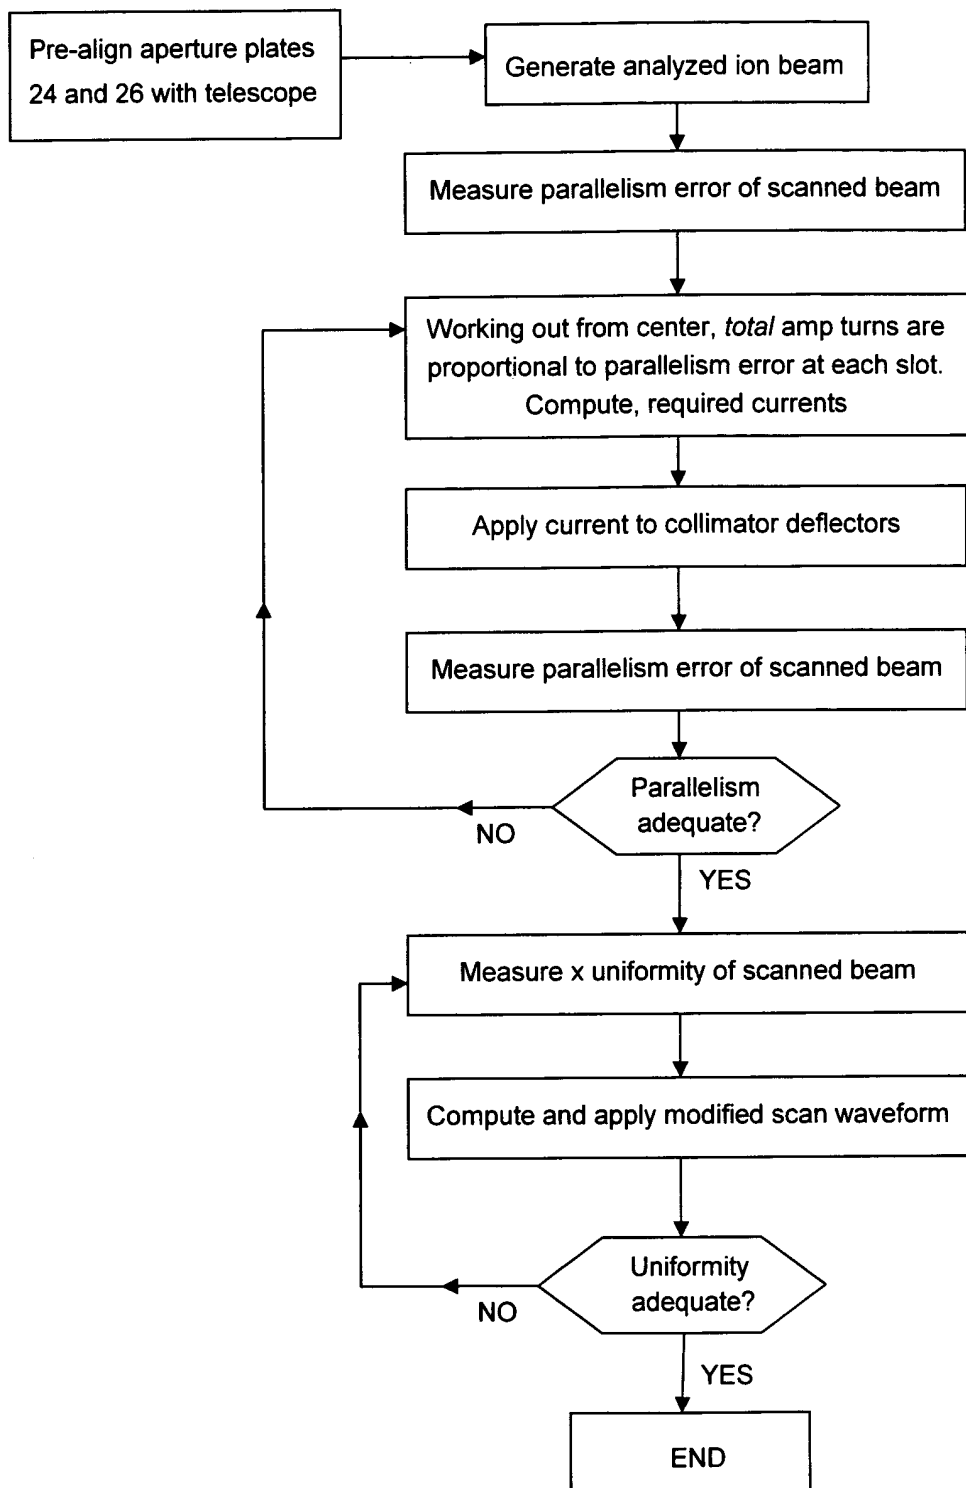 Pre-align aperture plates
24 and 26 with telescope
Generate analyzed ion beam
Measure parallelism error of scanned beam
Working out from center, total amp turns are
proportional to parallelism error at each slot.
Compute, required currents
Apply current to collimator deflectors
Measure parallelism error of scanned beam
Parallelism
adequate?
NO
YES
Measure x uniformity of scanned beam
Compute and apply modified scan waveform
Uniformity
adequate?
NO
YES
END